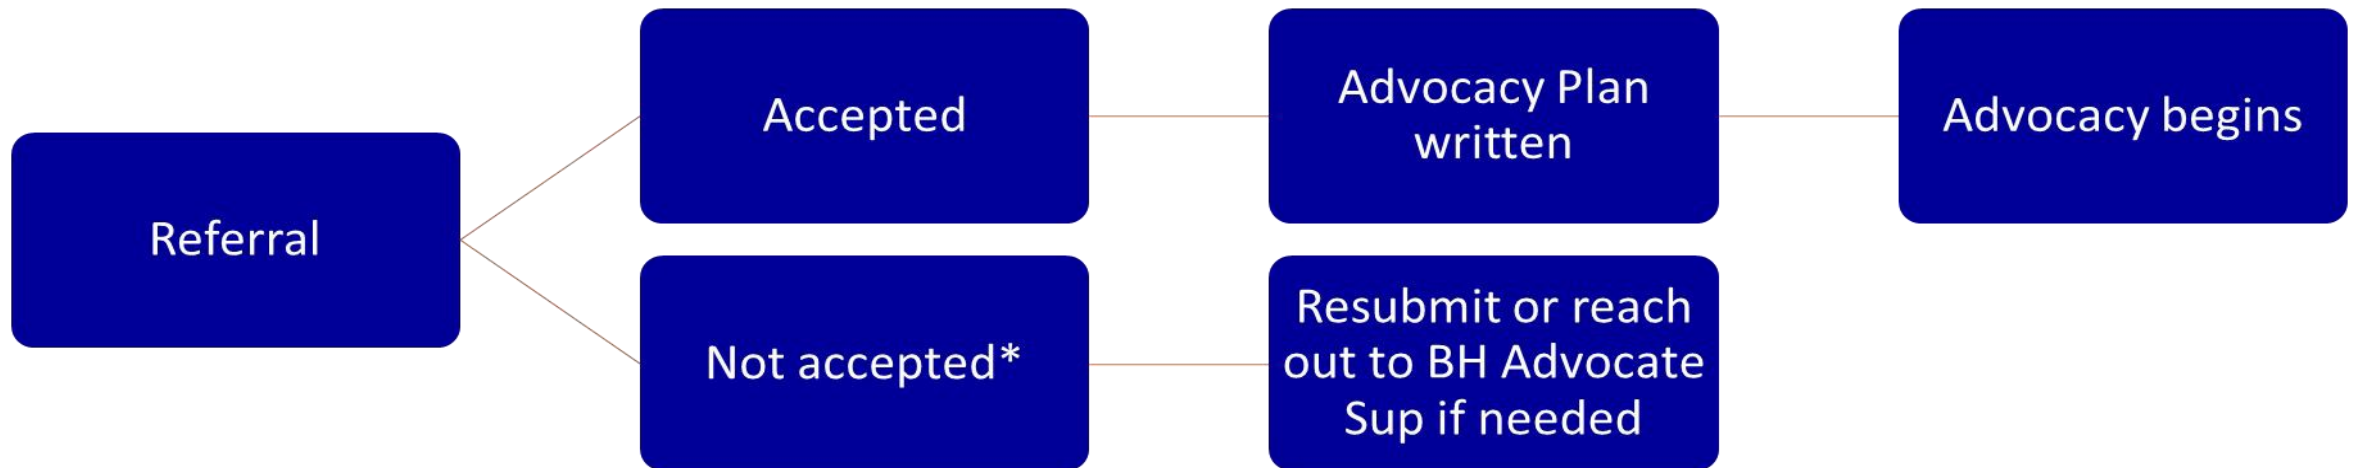 Referral
Accepted
Advocacy Plan
written
Advocacy begins
Not accepted*
Resubmit or reach
out to BH Advocate
Sup if needed